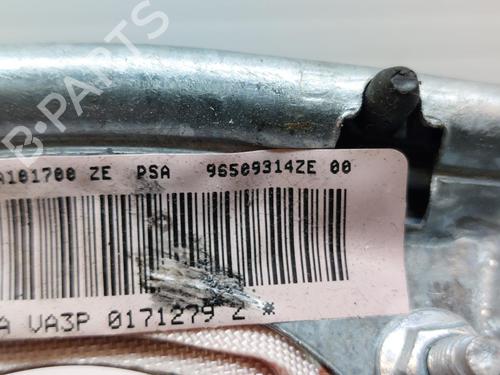 A101700 ZE PSA 96509314ZE 00
A VA3P 0171279 Z *
B-PARTS